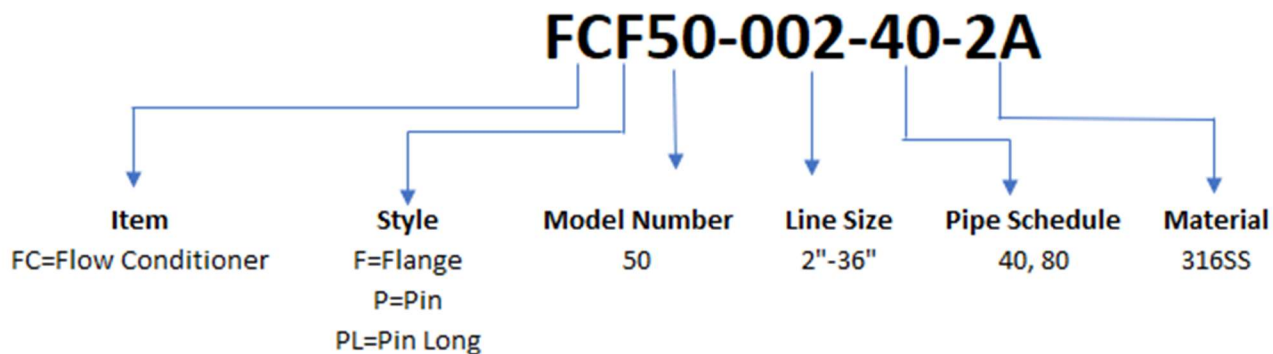 FCF50-002-40-2A
Item Style Model Number Line Size Pipe Schedule Material
FC=Flow Conditioner F=Flange 50 2"-36" 40, 80 316SS
P=Pin
PL=Pin Long